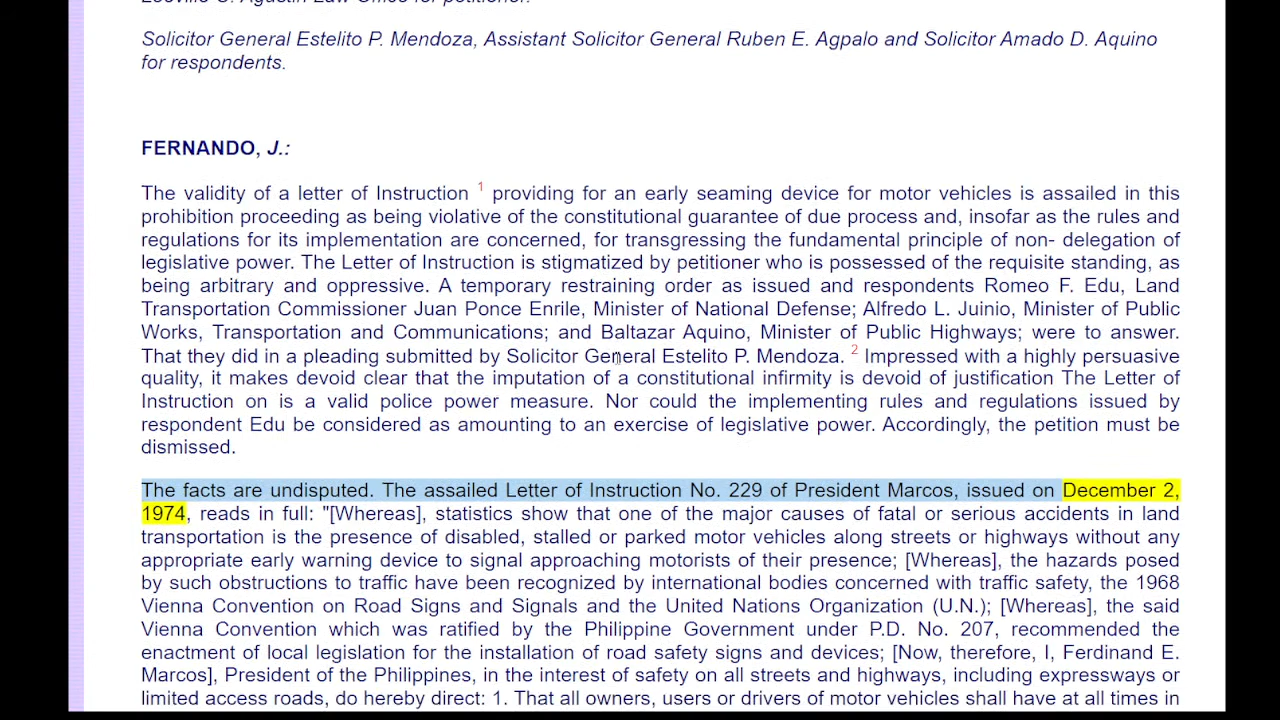 Leovillo C. Agustin Law Office for petitioner.
Solicitor General Estelito P. Mendoza, Assistant Solicitor General Ruben E. Agpalo and Solicitor Amado D. Aquino
for respondents.
FERNANDO, J.:
The validity of a letter of Instruction 1 providing for an early seaming device for motor vehicles is assailed in this
prohibition proceeding as being violative of the constitutional guarantee of due process and, insofar as the rules and
regulations for its implementation are concerned, for transgressing the fundamental principle of non- delegation of
legislative power. The Letter of Instruction is stigmatized by petitioner who is possessed of the requisite standing, as
being arbitrary and oppressive. A temporary restraining order as issued and respondents Romeo F. Edu, Land
Transportation Commissioner Juan Ponce Enrile, Minister of National Defense; Alfredo L. Juinio, Minister of Public
Works, Transportation and Communications; and Baltazar Aquino, Minister of Public Highways; were to answer.
That they did in a pleading submitted by Solicitor General Estelito P. Mendoza. 2 Impressed with a highly persuasive
quality, it makes devoid clear that the imputation of a constitutional infirmity is devoid of justification The Letter of
Instruction on is a valid police power measure. Nor could the implementing rules and regulations issued by
respondent Edu be considered as amounting to an exercise of legislative power. Accordingly, the petition must be
dismissed.
The facts are undisputed. The assailed Letter of Instruction No. 229 of President Marcos, issued on December 2,
1974, reads in full: "[Whereas], statistics show that one of the major causes of fatal or serious accidents in land
transportation is the presence of disabled, stalled or parked motor vehicles along streets or highways without any
appropriate early warning device to signal approaching motorists of their presence; [Whereas], the hazards posed
by such obstructions to traffic have been recognized by international bodies concerned with traffic safety, the 1968
Vienna Convention on Road Signs and Signals and the United Nations Organization (U.N.); [Whereas], the said
Vienna Convention which was ratified by the Philippine Government under P.D. No. 207, recommended the
enactment of local legislation for the installation of road safety signs and devices; [Now, therefore, I, Ferdinand E.
Marcos], President of the Philippines, in the interest of safety on all streets and highways, including expressways or
limited access roads, do hereby direct: 1. That all owners, users or drivers of motor vehicles shall have at all times in